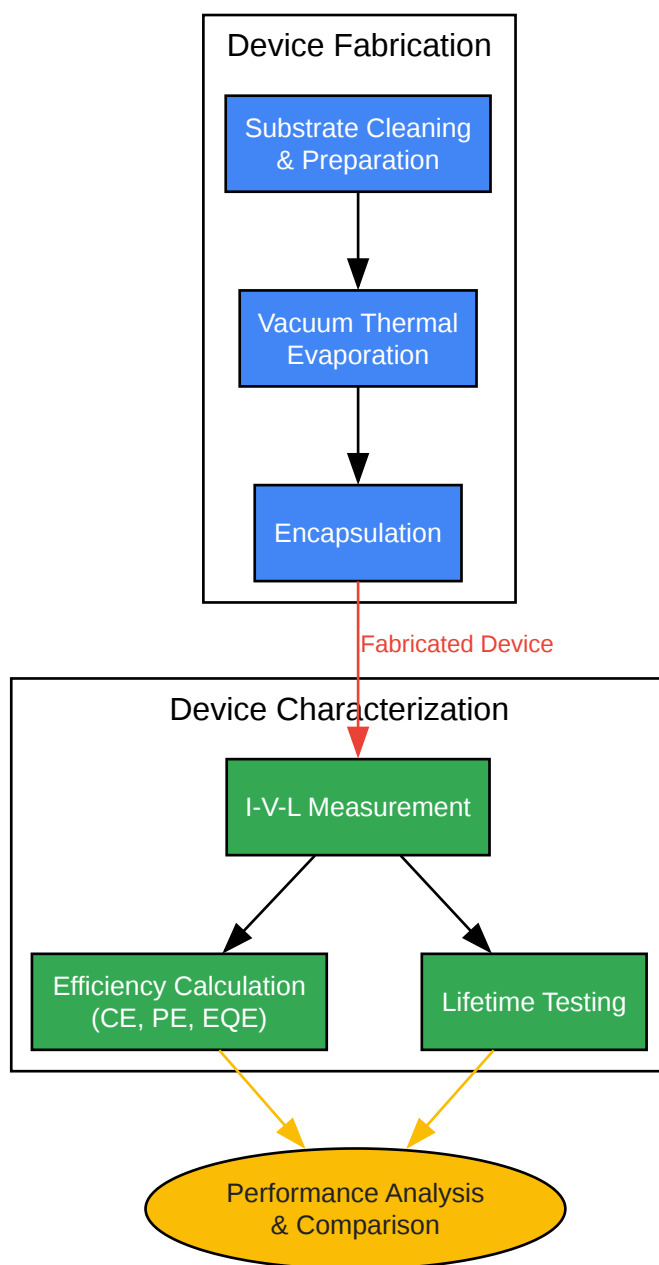 Device Fabrication
Substrate Cleaning
& Preparation
Vacuum Thermal
Evaporation
Encapsulation
Fabricated Device
Device Characterization
I-V-L Measurement
Efficiency Calculation
(CE, PE, EQE)
Lifetime Testing
Performance Analysis
& Comparison